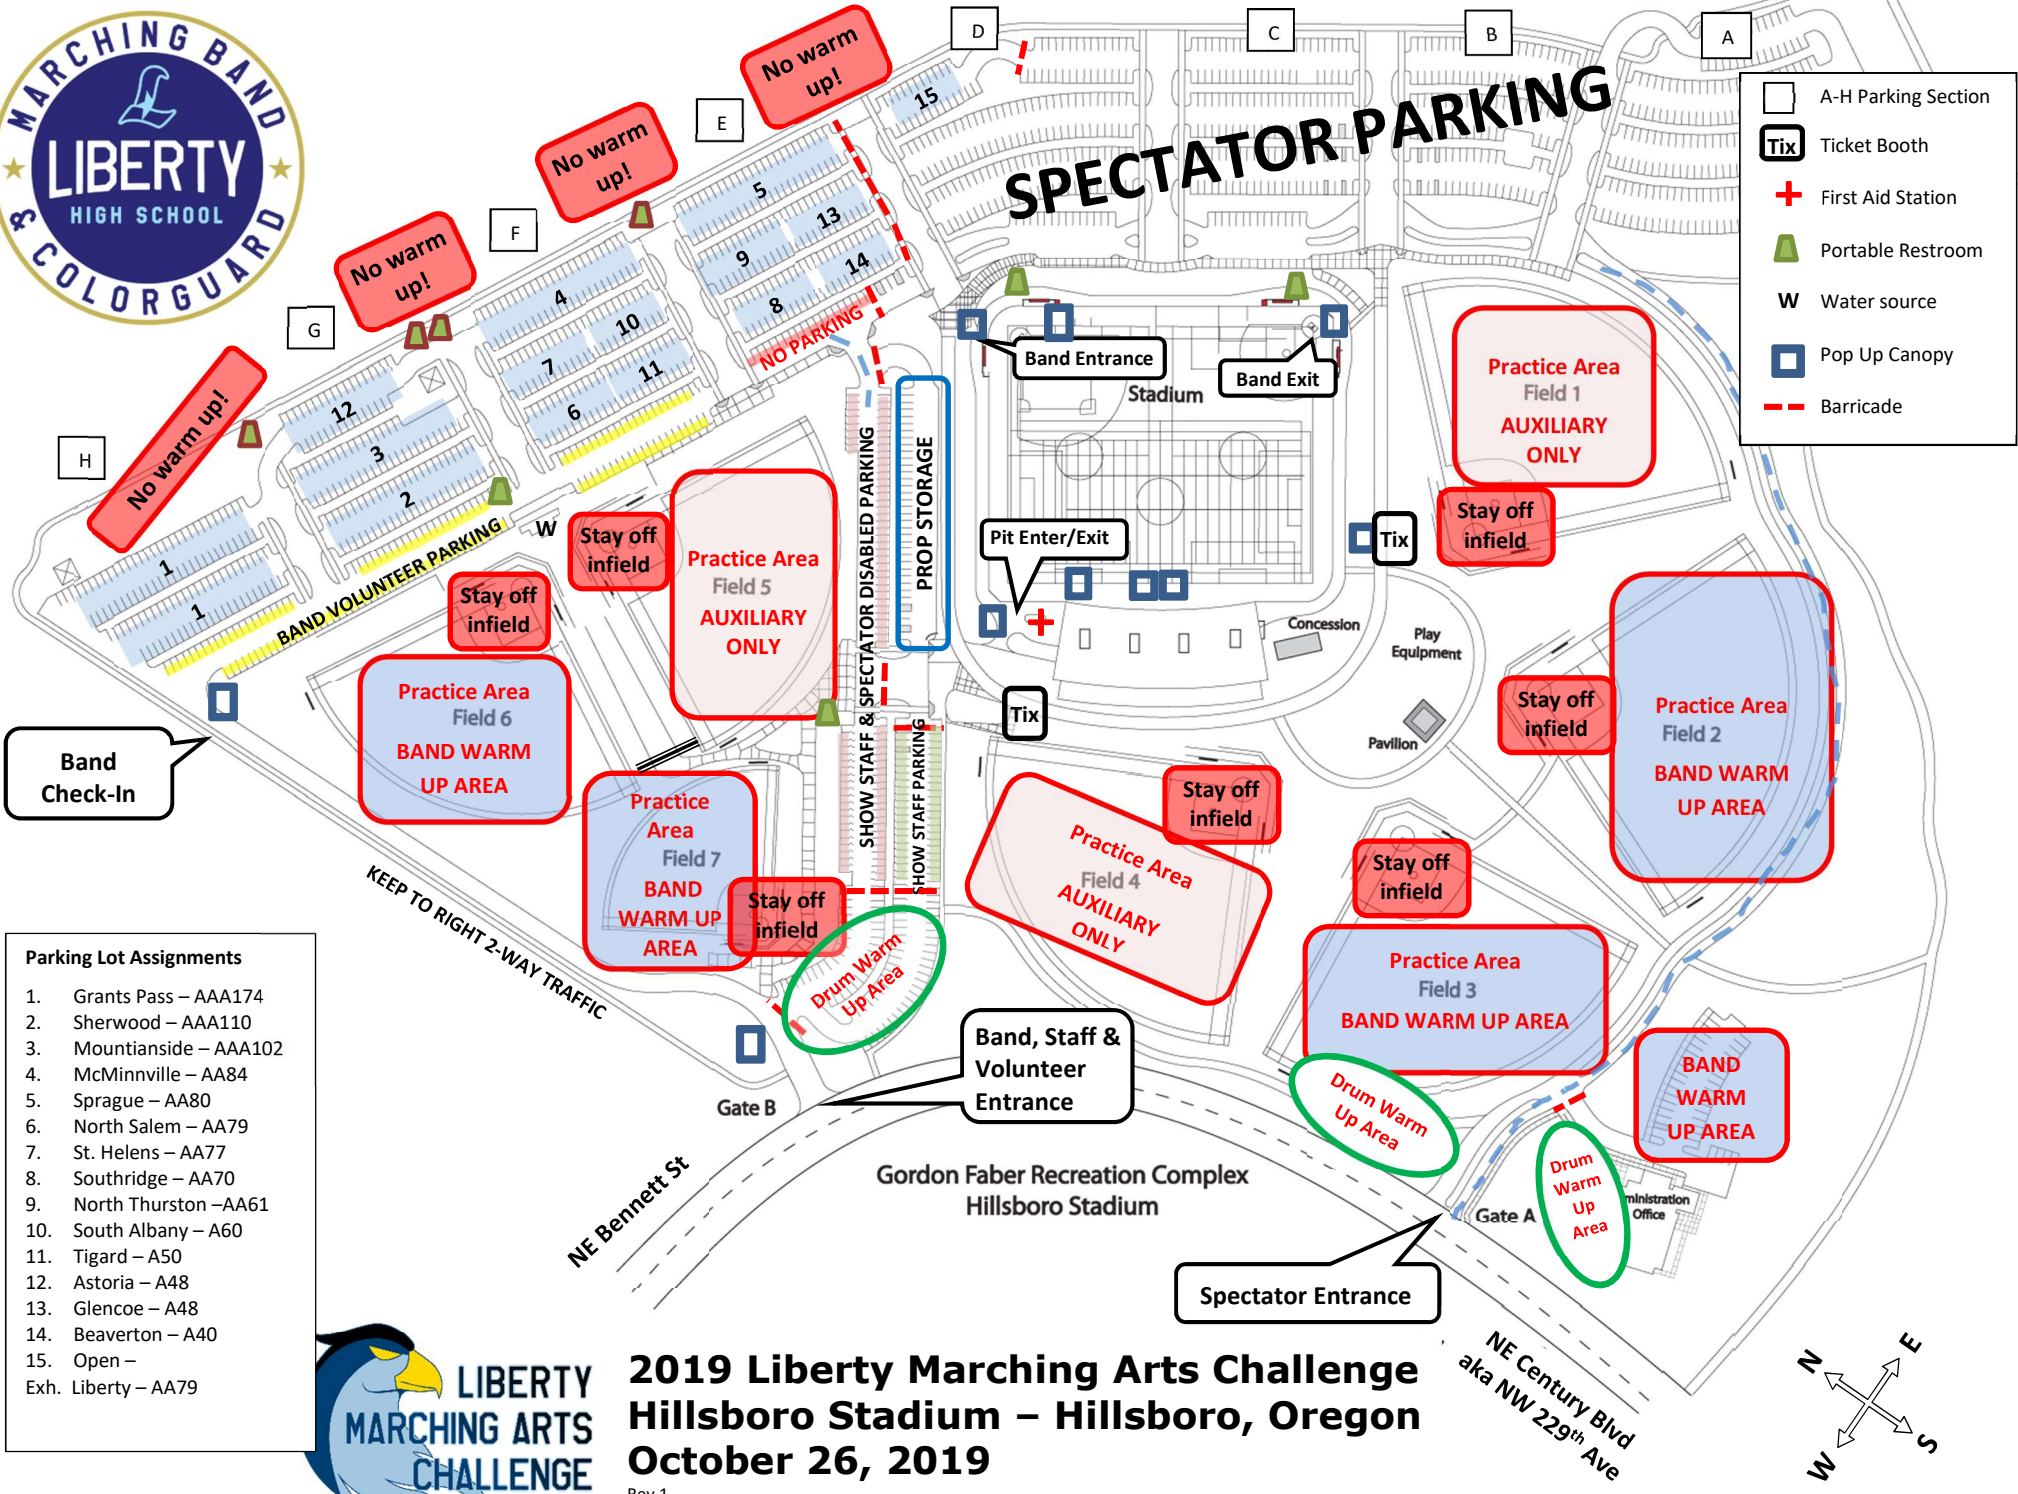 MARCHING BAND
LIBERTY
HIGH SCHOOL
& COLORGUARD
No warm
up!
No warm
up!
No warm
up!
No warm up!
A
B
C
D
E
F
G
H
SPECTATOR PARKING
A-H Parking Section
Tix Ticket Booth
First Aid Station
Portable Restroom
W Water source
Pop Up Canopy
Barricade
15
5
13
9
14
8
NO PARKING
4
10
7
11
6
12
3
2
1
1
BAND VOLUNTEER PARKING
W
Band Entrance
Band Exit
Stadium
Pit Enter/Exit
PROP STORAGE
SHOW STAFF & SPECTATOR DISABLED PARKING
SHOW STAFF PARKING
Tix
Tix
Concession
Play
Equipment
Pavilion
Practice Area
Field 1
AUXILIARY
ONLY
Stay off
infield
Practice Area
Field 2
BAND WARM
UP AREA
Stay off
infield
Practice Area
Field 3
BAND WARM UP AREA
Stay off
infield
Practice Area
Field 4
AUXILIARY
ONLY
Stay off
infield
Practice Area
Field 5
AUXILIARY
ONLY
Stay off
infield
Practice Area
Field 6
BAND WARM
UP AREA
Stay off
infield
Practice
Area
Field 7
BAND
WARM UP
AREA
Stay off
infield
Drum Warm
Up Area
Drum Warm
Up Area
Drum
Warm
Up
Area
BAND
WARM
UP AREA
ministration
Office
Band
Check-In
KEEP TO RIGHT 2-WAY TRAFFIC
Gate B
Band, Staff &
Volunteer
Entrance
NE Bennett St
Gordon Faber Recreation Complex
Hillsboro Stadium
Gate A
Spectator Entrance
NE Century Blvd
aka NW 229th Ave
N
E
S
W
Parking Lot Assignments
1. Grants Pass – AAA174
2. Sherwood – AAA110
3. Mountianside – AAA102
4. McMinnville – AA84
5. Sprague – AA80
6. North Salem – AA79
7. St. Helens – AA77
8. Southridge – AA70
9. North Thurston –AA61
10. South Albany – A60
11. Tigard – A50
12. Astoria – A48
13. Glencoe – A48
14. Beaverton – A40
15. Open –
Exh. Liberty – AA79
LIBERTY
MARCHING ARTS
CHALLENGE
2019 Liberty Marching Arts Challenge
Hillsboro Stadium – Hillsboro, Oregon
October 26, 2019
Rev 1